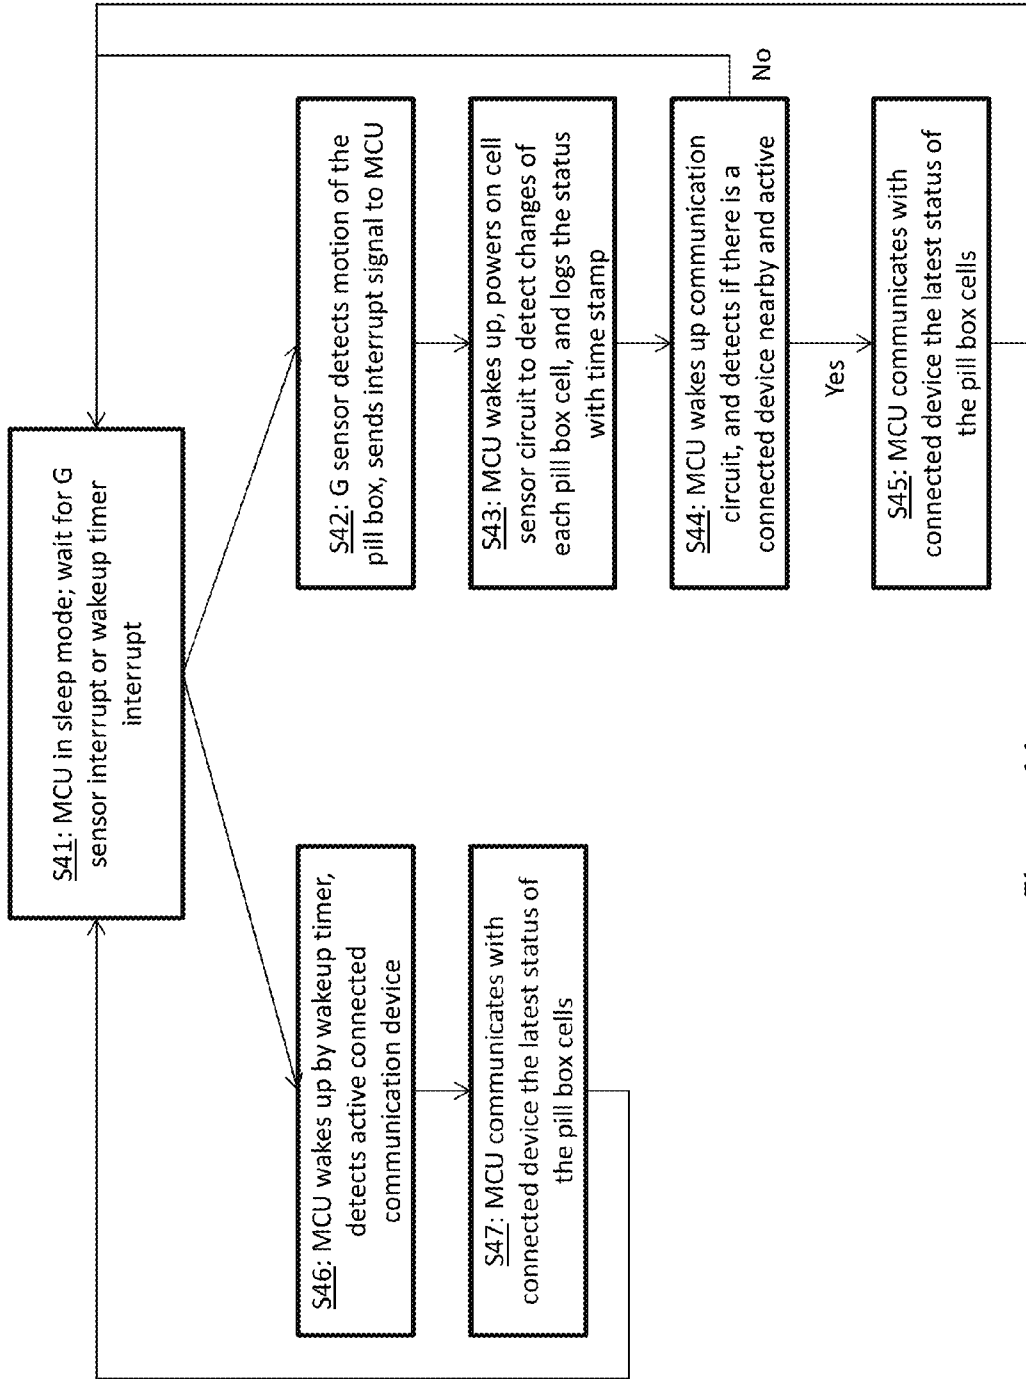 S41: MCU in sleep mode; wait for G
sensor interrupt or wakeup timer
interrupt
S46: MCU wakes up by wakeup timer,
detects active connected
communication device
S47: MCU communicates with
connected device the latest status of
the pill box cells
S42: G sensor detects motion of the
pill box, sends interrupt signal to MCU
S43: MCU wakes up, powers on cell
sensor circuit to detect changes of
each pill box cell, and logs the status
with time stamp
S44: MCU wakes up communication
circuit, and detects if there is a
connected device nearby and active
No
Yes
S45: MCU communicates with
connected device the latest status of
the pill box cells